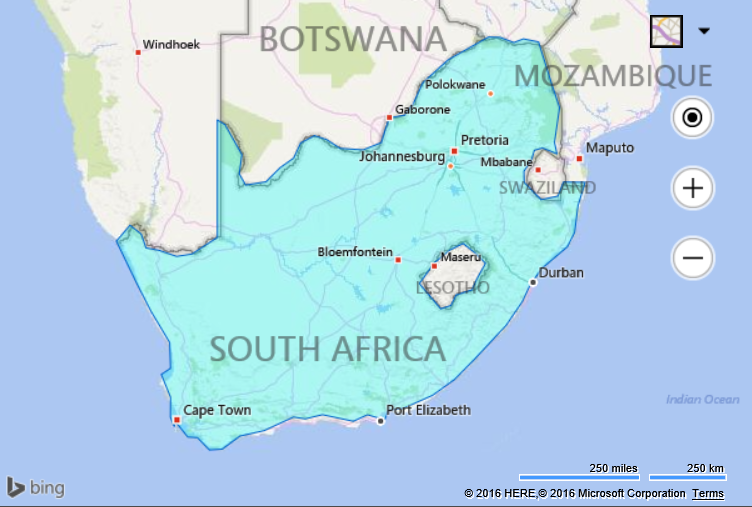 BOTSWANA
Windhoek
MOZAMBIQUE
Polokwane
Gaborone
Pretoria
Johannesburg
Mbabane
Maputo
SWAZILAND
Bloemfontein
Maseru
Durban
LESOTHO
SOUTH AFRICA
Indian Ocean
Cape Town
Port Elizabeth
250 miles
250 km
bing
© 2016 HERE,© 2016 Microsoft Corporation Terms